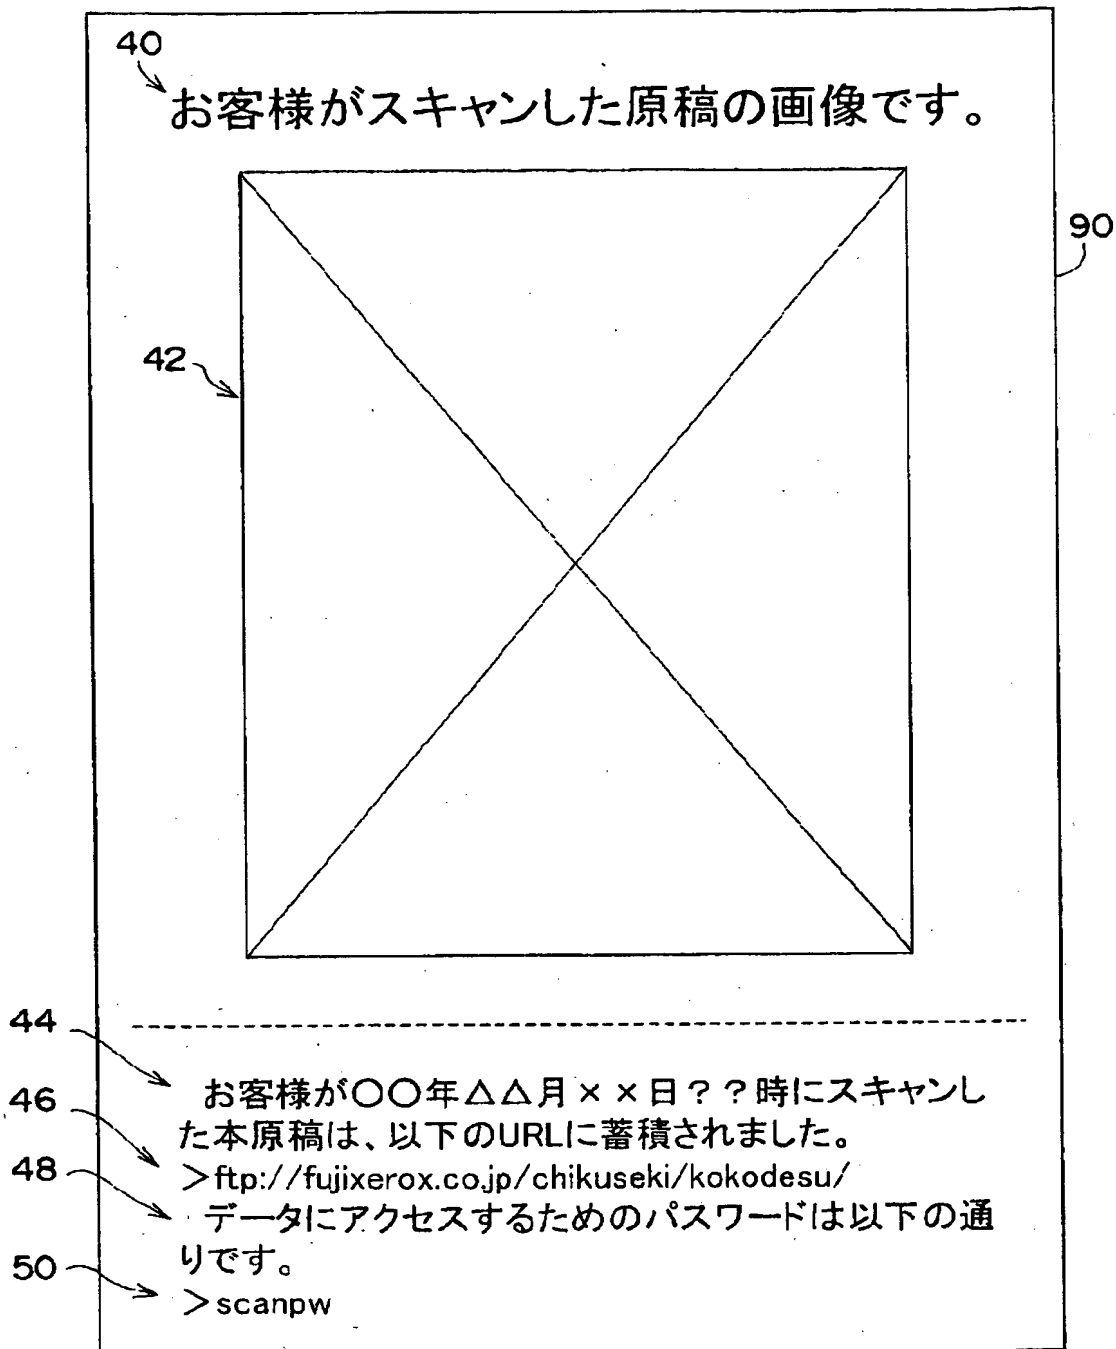 40
お客様がスキャンした原稿の画像です。
90
42
44
お客様が○○年△△月××日??時にスキャンし
46
た本原稿は、以下のURLに蓄積されました。
>ftp://fujixerox.co.jp/chikuseki/kokodesu/
48
データにアクセスするためのパスワードは以下の通
りです。
50
>scanpw